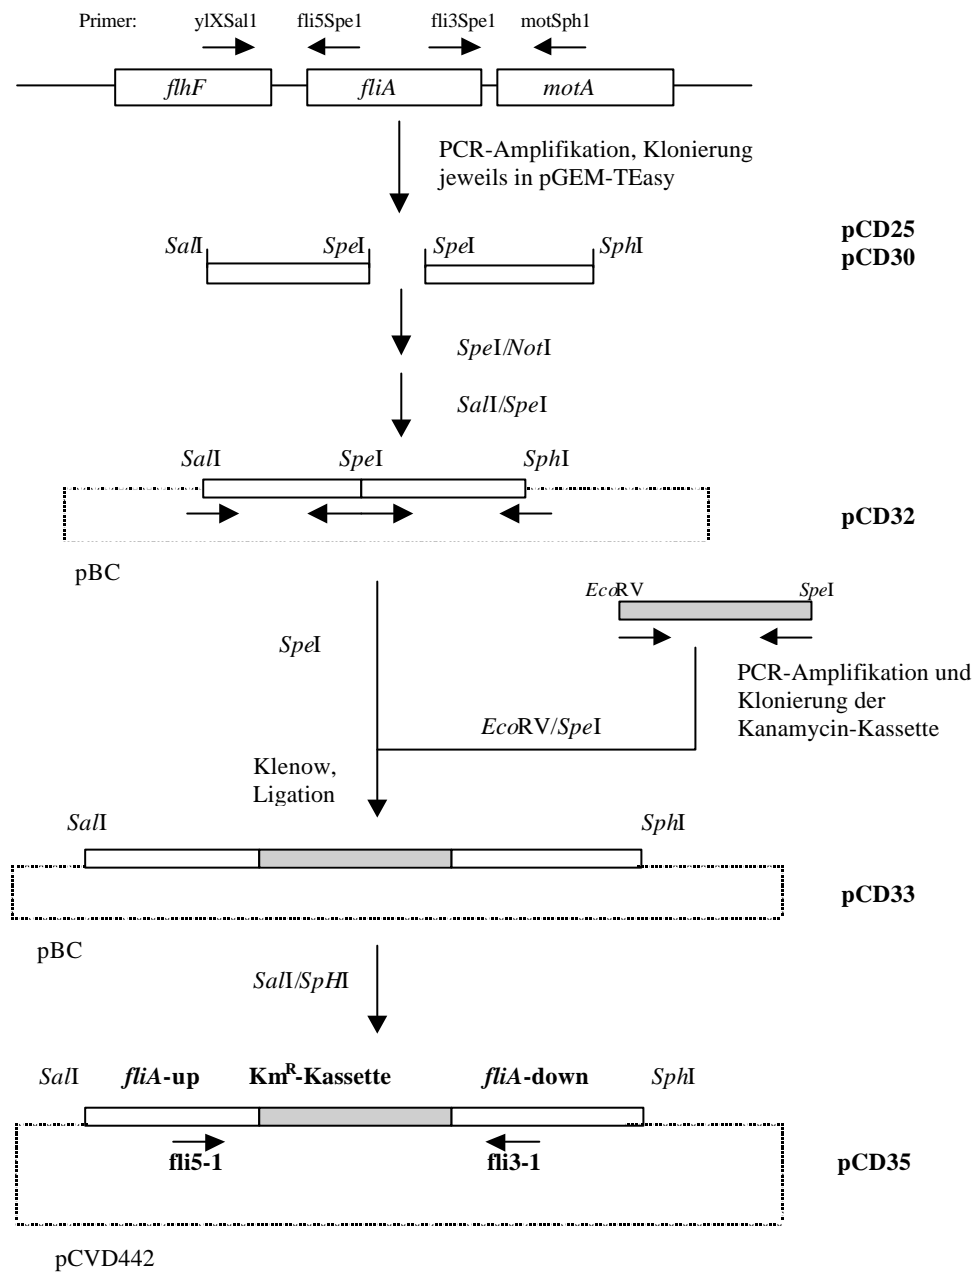 Primer: ylXSal1 fli5Spe1 fli3Spe1 motSph1
flhF fliA motA
PCR-Amplifikation, Klonierung
jeweils in pGEM-TEasy
pCD25
pCD30
SalI SpeI SpeI SphI
SpeI/NotI
SalI/SpeI
SalI SpeI SphI
pCD32
pBC
EcoRV SpeI
SpeI
PCR-Amplifikation und
Klonierung der
Kanamycin-Kassette
EcoRV/SpeI
Klenow,
Ligation
SalI SphI
pCD33
pBC
SalI/SpHI
SalI fliA-up Km^R-Kassette fliA-down SphI
fli5-1 fli3-1
pCD35
pCVD442